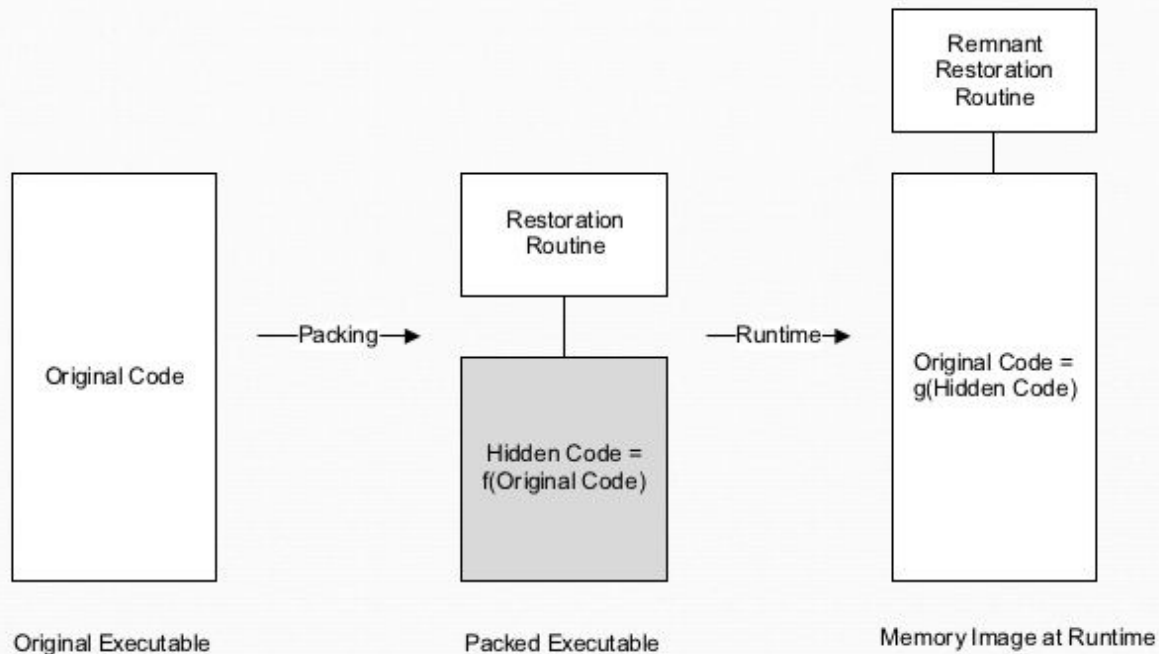 Remnant
Restoration
Routine
Restoration
Routine
Packing
Runtime
Original Code
Original Code =
g(Hidden Code)
Hidden Code =
f(Original Code)
Original Executable
Packed Executable
Memory Image at Runtime